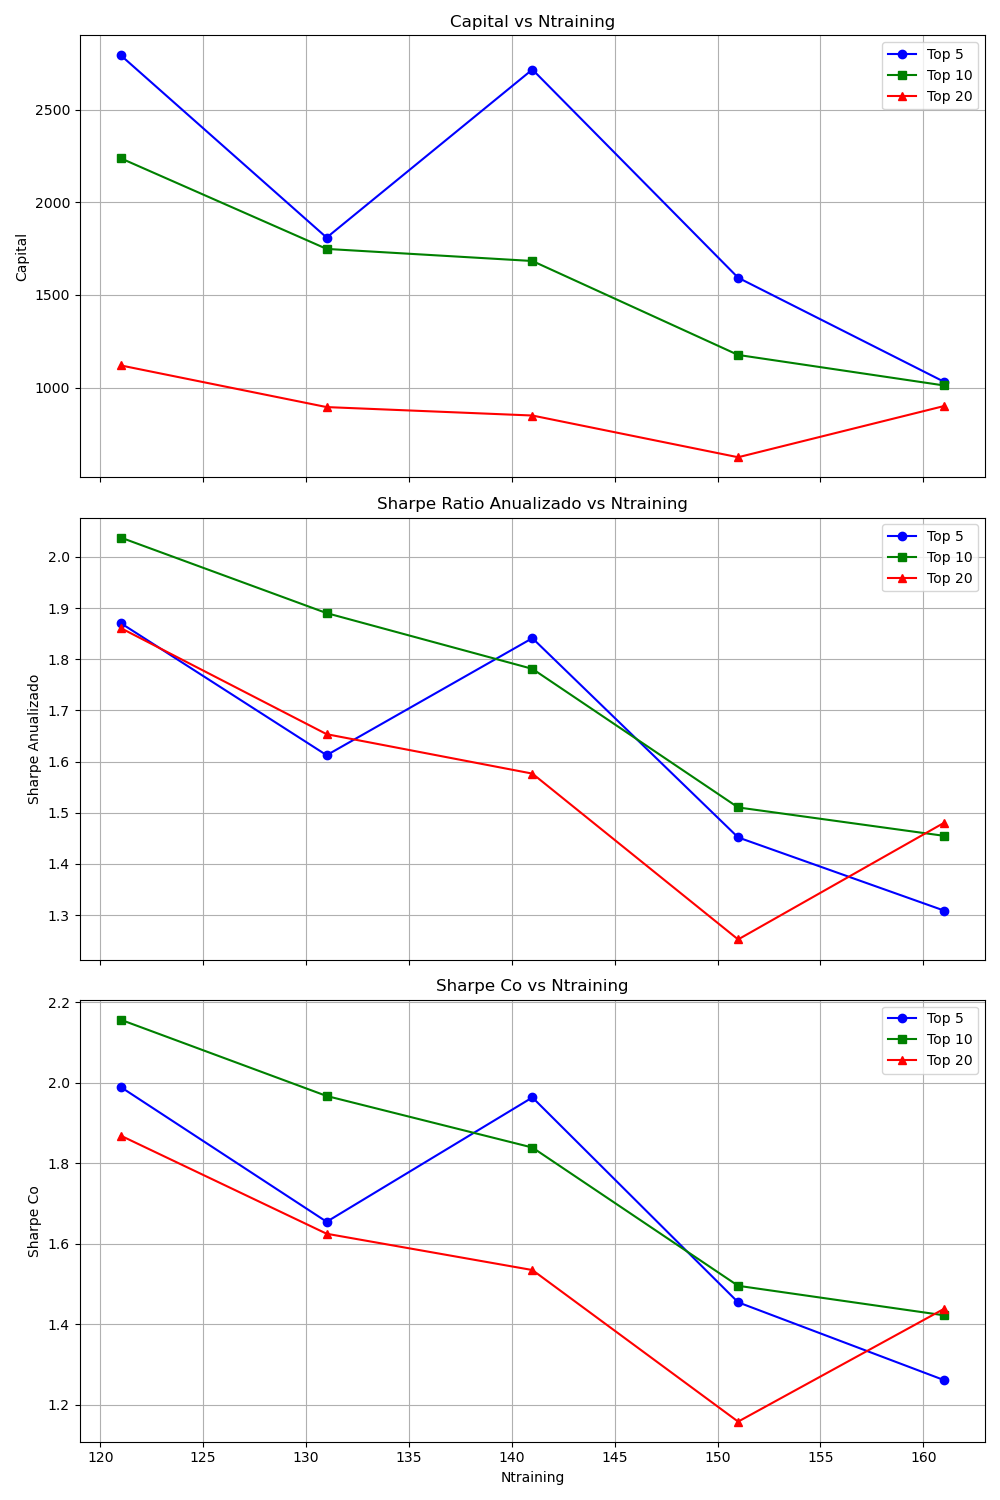 Capital vs Ntraining
Top 5
Top 10
Top 20
2500
2000
1500
1000
Capital
Sharpe Ratio Anualizado vs Ntraining
Top 5
Top 10
Top 20
2.0
1.9
1.8
1.7
1.6
1.5
1.4
1.3
Sharpe Anualizado
Sharpe Co vs Ntraining
Top 5
Top 10
Top 20
2.2
2.0
1.8
1.6
1.4
1.2
Sharpe Co
120 125 130 135 140 145 150 155 160
Ntraining